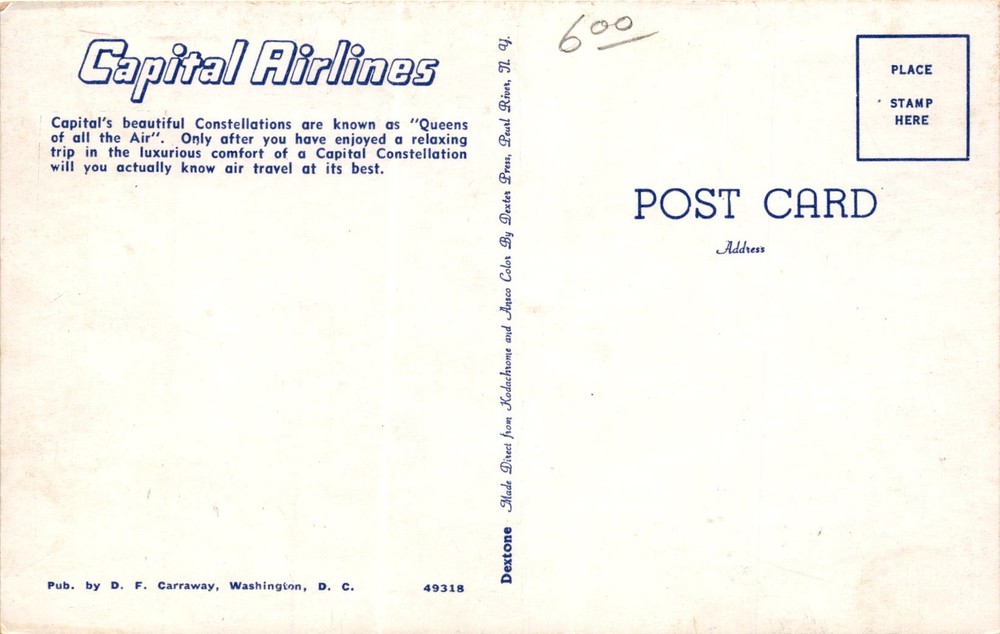 Capital Airlines
Capital's beautiful Constellations are known as "Queens
of all the Air". Only after you have enjoyed a relaxing
trip in the luxurious comfort of a Capital Constellation
will you actually know air travel at its best.
Pub. by D. F. Carraway, Washington, D. C. 49318
Dextone Made Direct from Kodachrome and Ansco Color By Dexter Press, Pearl River, N. Y.
600
PLACE
STAMP
HERE
POST CARD
Address